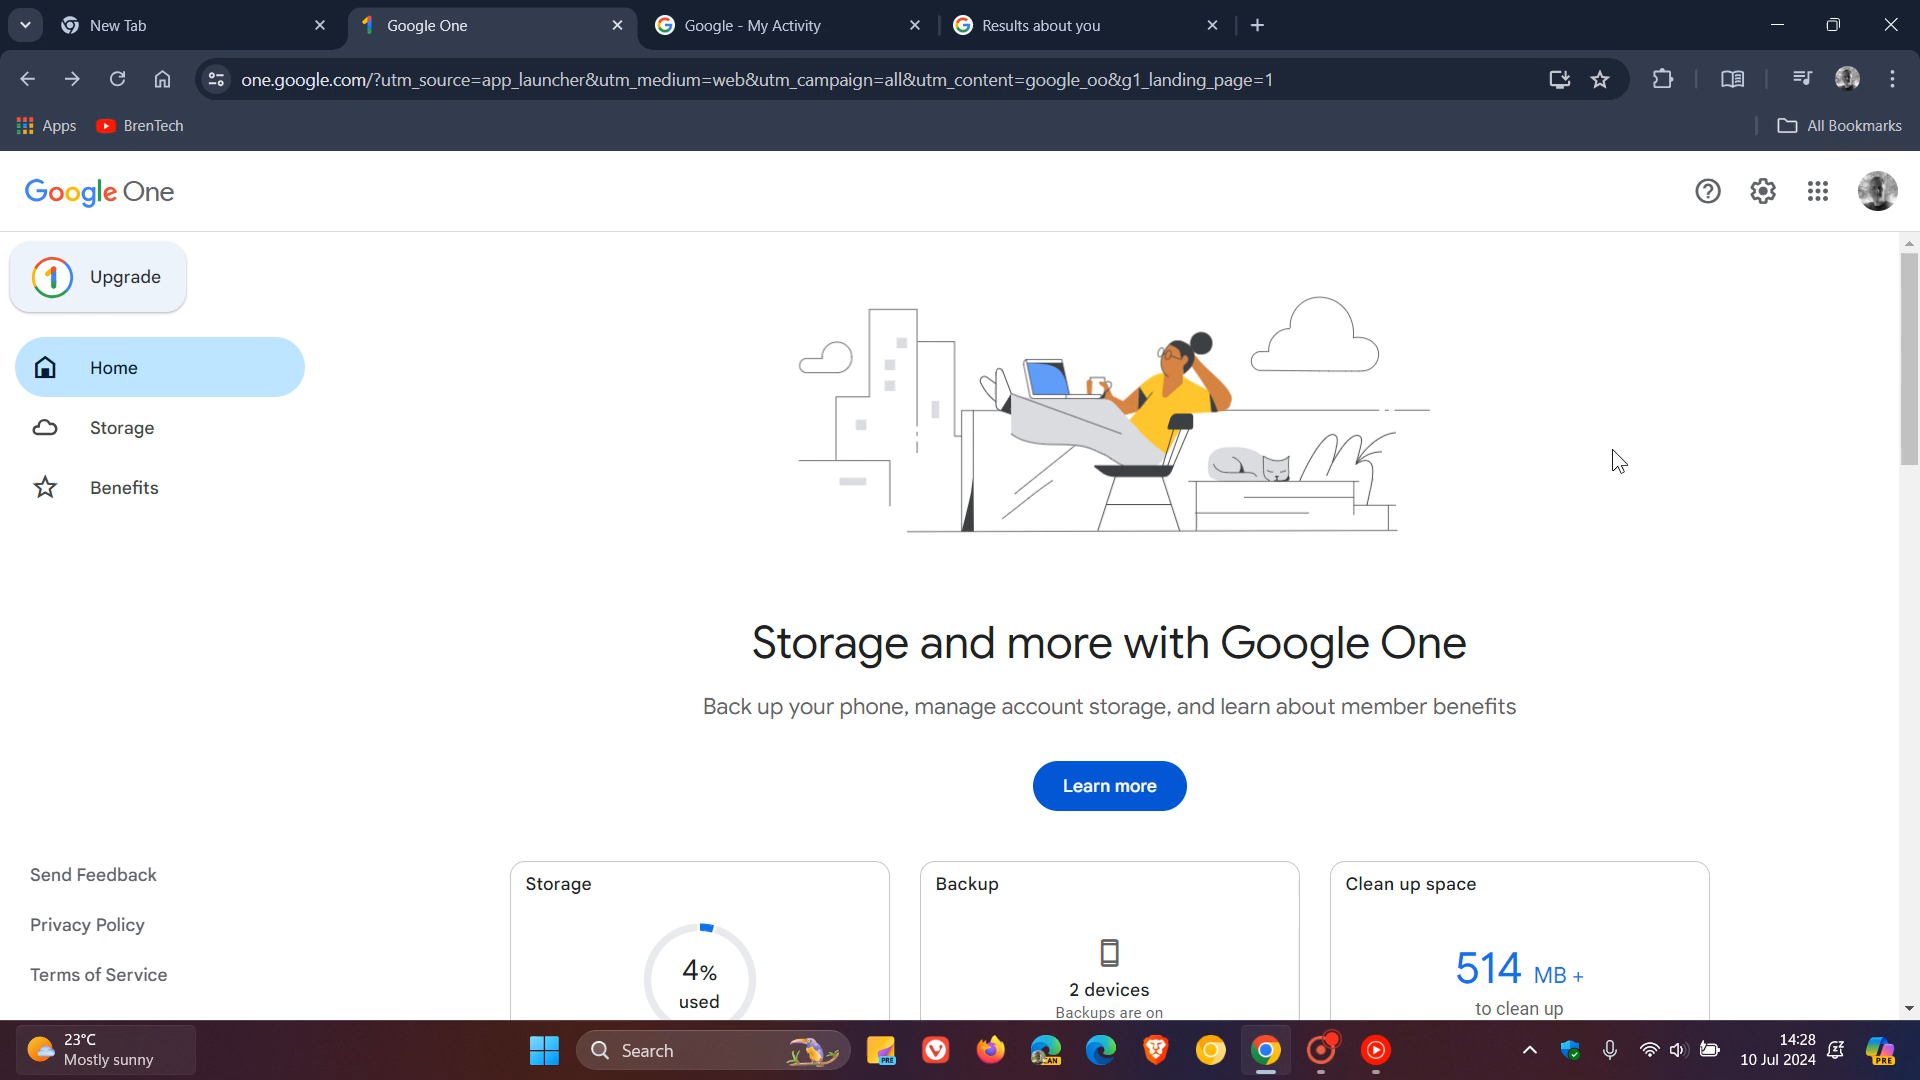 New Tab
Google One
Google - My Activity
Results about you
one.google.com/?utm_source=app_launcher&utm_medium=web&utm_campaign=all&utm_content=google_oo&g1_landing_page=1
Apps
BrenTech
All Bookmarks
Google One
Upgrade
Home
Storage
Benefits
Storage and more with Google One
Back up your phone, manage account storage, and learn about member benefits
Learn more
Send Feedback
Privacy Policy
Terms of Service
Storage
4%
used
Backup
2 devices
Backups are on
Clean up space
514 MB +
to clean up
23°C
Mostly sunny
Search
PRE
CAN
14:28
10 Jul 2024
PRE